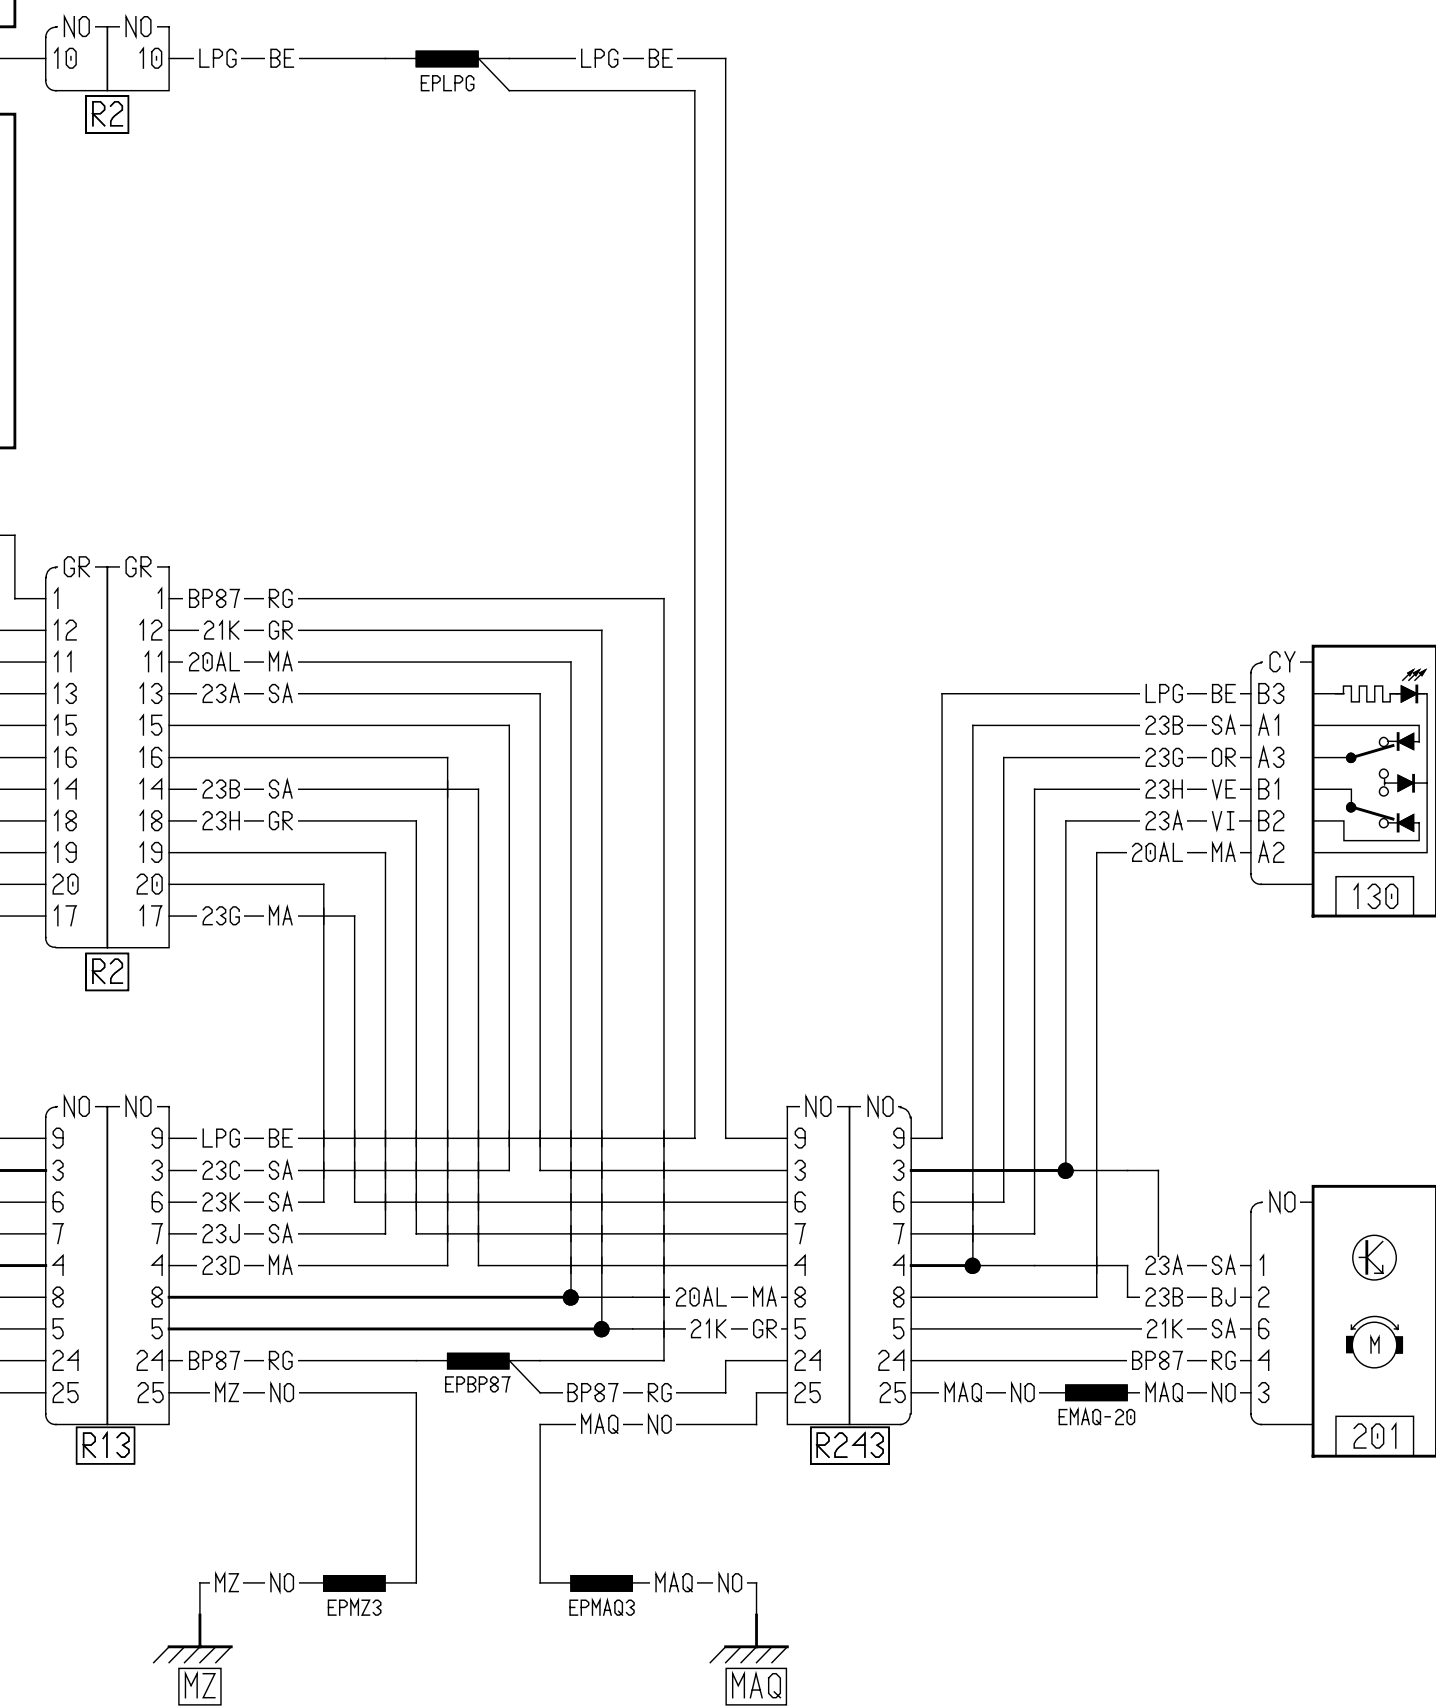 NO NO
10 10 LPG BE LPG BE
EPLPG
R2
GR GR
1 1 BP87 RG
12 12 21K GR
11 11 20AL MA
CY
13 13 23A SA LPG BE B3
15 15 23B SA A1
16 16 23G OR A3
14 14 23B SA 23H VE B1
18 18 23H GR 23A VI B2
19 19 20AL MA A2
20 20
130
17 17 23G MA
R2
NO NO NO NO
9 9 LPG BE 9 9
3 3 23C SA 3 3
6 6 23K SA 6 6 NO
7 7 23J SA 7 7
4 4 23D MA 4 4 23A SA 1
8 8 20AL MA 8 8 23B BJ 2
5 5 21K GR 5 5 21K SA 6
M
24 24 BP87 RG 24 24 BP87 RG 4
EPBP87
25 25 MZ NO BP87 RG 25 25 MAQ NO MAQ NO 3
EMAQ-20
MAQ NO
R13 R243 201
MZ NO MAQ NO
EPMZ3 EPMAQ3
MZ MAQ